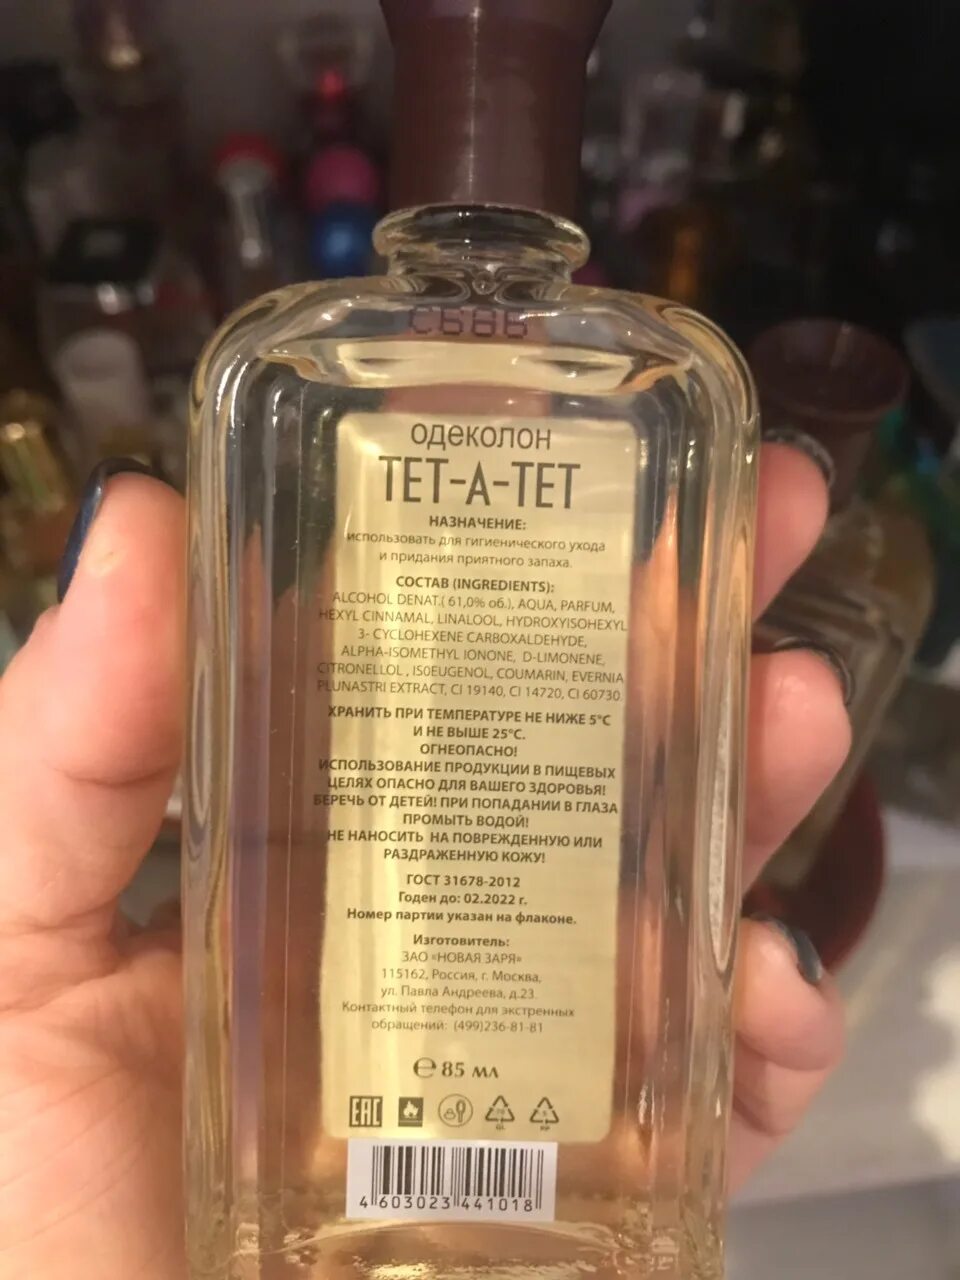 одеколон
ТЕТ-А-ТЕТ
НАЗНАЧЕНИЕ:
использовать для гигиенического ухода
и придания приятного запаха.
СОСТАВ (INGREDIENTS):
ALCOHOL DENAT.( 61,0% об.), AQUA, PARFUM,
HEXYL CINNAMAL, LINALOOL, HYDROXYISOHEXYL
3- CYCLOHEXENE CARBOXALDEHYDE,
ALPHA-ISOMETHYL IONONE, D-LIMONENE,
CITRONELLOL , ISOEUGENOL, COUMARIN, EVERNIA
PLUNASTRI EXTRACT, CI 19140, CI 14720, CI 60730.
ХРАНИТЬ ПРИ ТЕМПЕРАТУРЕ НЕ НИЖЕ 5°С
И НЕ ВЫШЕ 25°С.
ОГНЕОПАСНО!
ИСПОЛЬЗОВАНИЕ ПРОДУКЦИИ В ПИЩЕВЫХ
ЦЕЛЯХ ОПАСНО ДЛЯ ВАШЕГО ЗДОРОВЬЯ!
БЕРЕЧЬ ОТ ДЕТЕЙ! ПРИ ПОПАДАНИИ В ГЛАЗА
ПРОМЫТЬ ВОДОЙ!
НЕ НАНОСИТЬ НА ПОВРЕЖДЕННУЮ ИЛИ
РАЗДРАЖЕННУЮ КОЖУ!
ГОСТ 31678-2012
Годен до: 02.2022 г.
Номер партии указан на флаконе.
Изготовитель:
ЗАО «НОВАЯ ЗАРЯ»
115162, Россия, г. Москва,
ул. Павла Андреева, д.23.
Контактный телефон для экстренных
обращений: (499)236-81-81
℮ 85 мл
EAC
GL PP
4 603023 441018